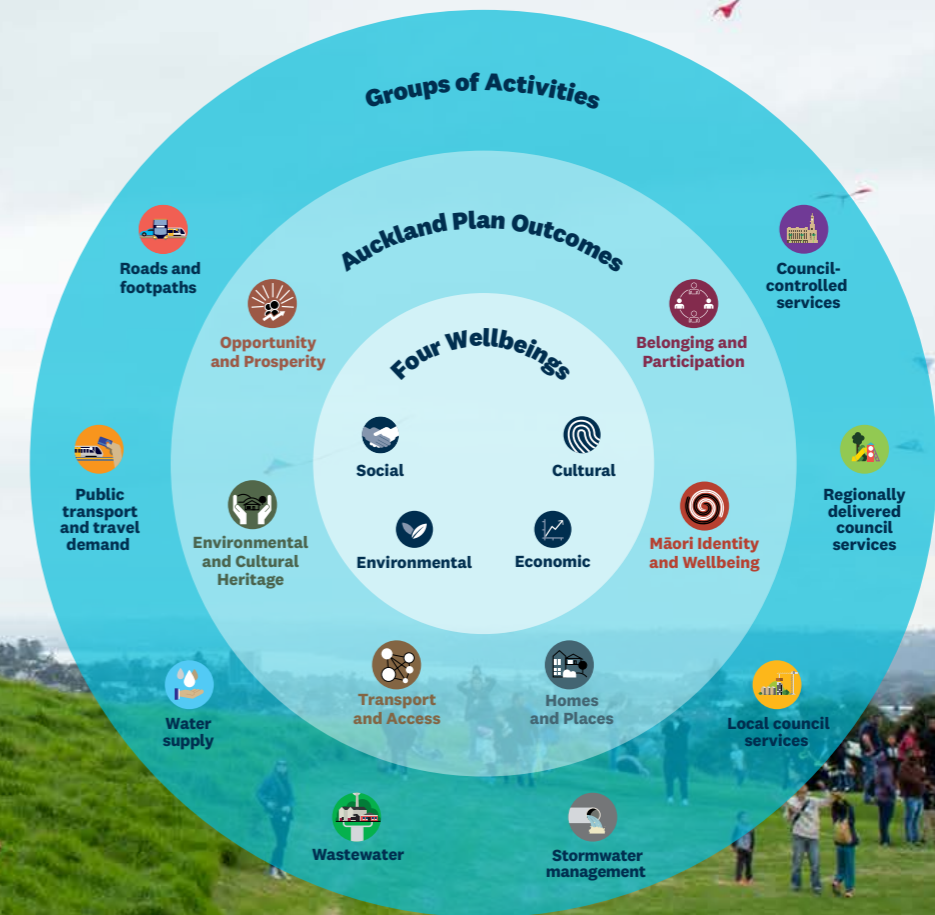 Groups of Activities
Auckland Plan Outcomes
Four Wellbeings
Social
Cultural
Environmental
Economic
Opportunity
and Prosperity
Belonging and
Participation
Environmental
and Cultural
Heritage
Māori Identity
and Wellbeing
Transport
and Access
Homes
and Places
Roads and
footpaths
Council-
controlled
services
Public
transport
and travel
demand
Regionally
delivered
council
services
Water
supply
Local council
services
Wastewater
Stormwater
management